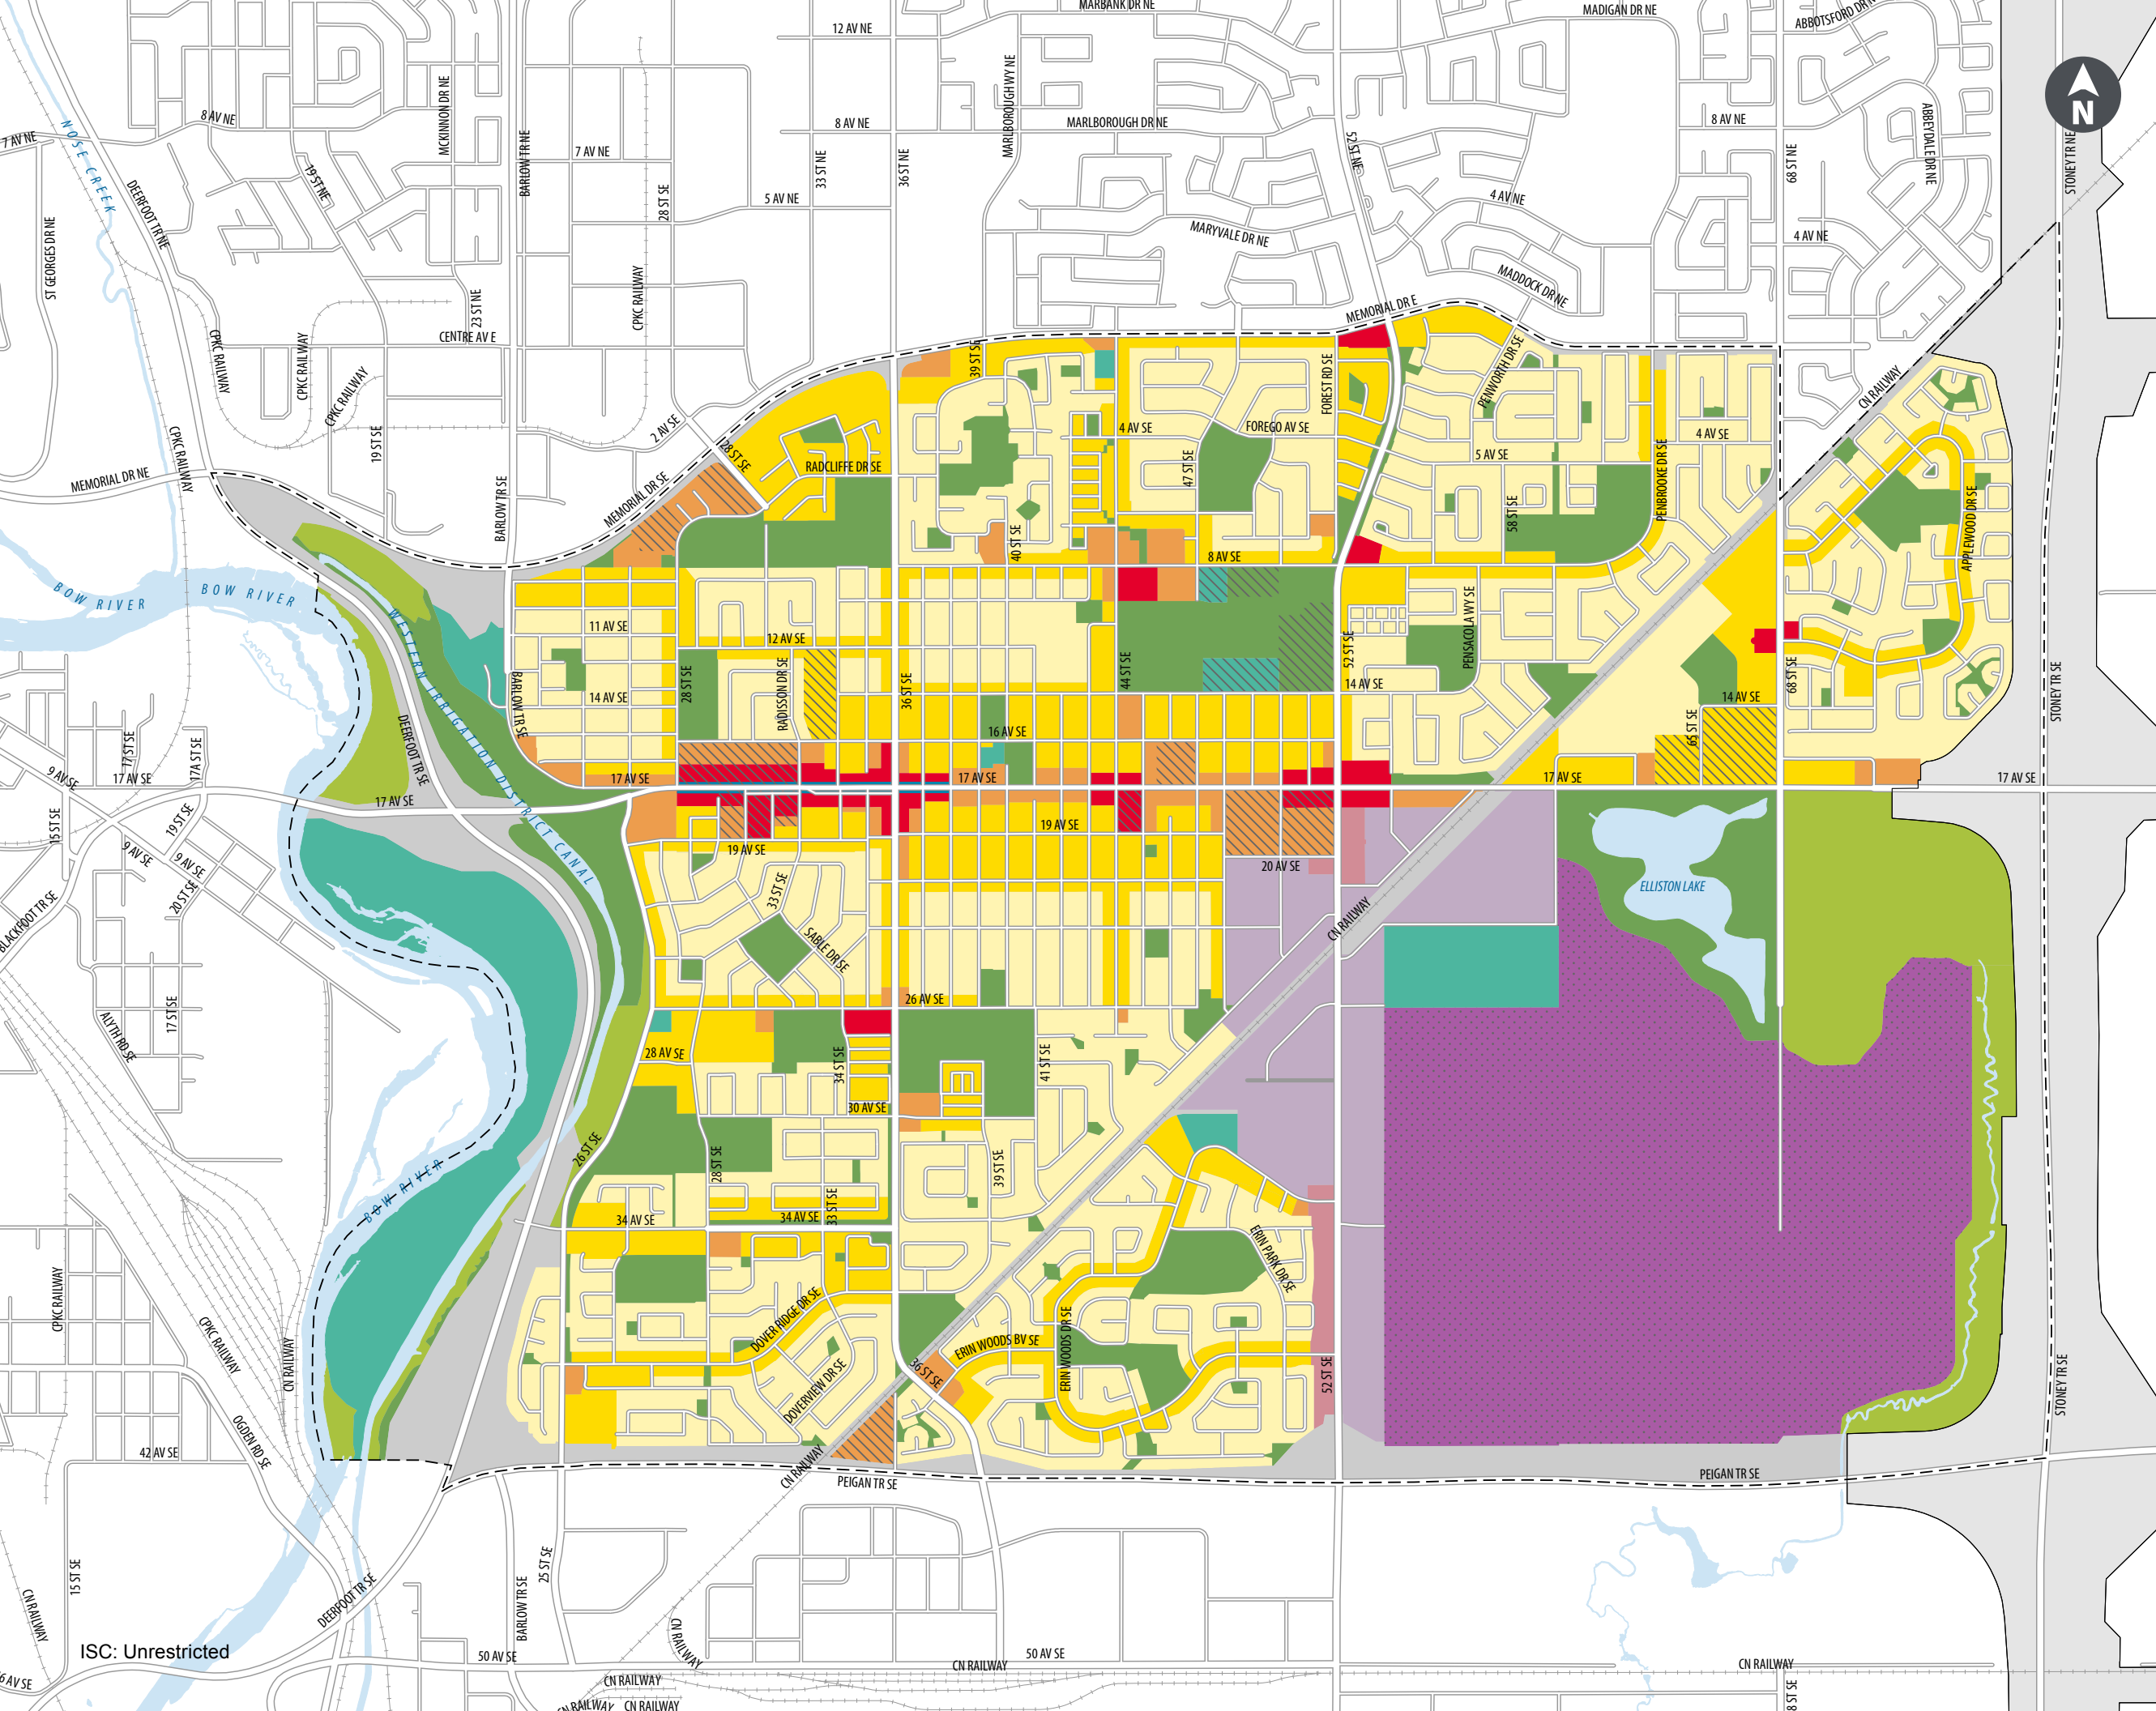 MARBANK DR NE
MADIGAN DR NE
ABBOTSFORD DR N
12 AV NE
MARLBOROUGH WY NE
MCKINNON DR NE
8 AV NE
8 AV NE
MARLBOROUGH DR NE
8 AV NE
ABBEYDALE DR NE
N
7 AV NE
NOSE CREEK
BARLOW TR NE
7 AV NE
33 ST NE
36 ST NE
52 ST NE
68 ST NE
STONEY TR NE
19 ST NE
DEERFOOT TR NE
28 ST SE
5 AV NE
4 AV NE
MARYVALE DR NE
4 AV NE
ST GEORGES DR NE
CPKC RAILWAY
MADDOCK DR NE
23 ST NE
MEMORIAL DR E
CENTRE AV E
CPKC RAILWAY
CPKC RAILWAY
CPKC RAILWAY
39 ST SE
FOREST RD SE
PENWORTH DR SE
CN RAILWAY
2 AV SE
28 ST SE
4 AV SE
FOREGO AV SE
4 AV SE
19 ST SE
CPKC RAILWAY
MEMORIAL DR NE
RADCLIFFE DR SE
47 ST SE
5 AV SE
PENBROOKE DR SE
MEMORIAL DR SE
BARLOW TR SE
58 ST SE
APPLEWOOD DR SE
40 ST SE
8 AV SE
BOW RIVER
BOW RIVER
WESTERN IRRIGATION DISTRICT CANAL
11 AV SE
12 AV SE
PENSACOLA WY SE
52 ST SE
28 ST SE
RADISSON DR SE
36 ST SE
44 ST SE
14 AV SE
68 ST SE
STONEY TR SE
BARLOW TR SE
14 AV SE
14 AV SE
16 AV SE
65 ST SE
DEERFOOT TR SE
17 ST SE
17A ST SE
9 AV SE
17 AV SE
17 AV SE
17 AV SE
17 AV SE
17 AV SE
17 AV SE
15 ST SE
19 ST SE
9 AV SE
9 AV SE
20 ST SE
19 AV SE
19 AV SE
20 AV SE
33 ST SE
ELLISTON LAKE
BLACKFOOT TR SE
SABLE DR SE
CN RAILWAY
26 AV SE
17 ST SE
ALYTH RD SE
28 AV SE
34 ST SE
41 ST SE
30 AV SE
26 ST SE
28 ST SE
39 ST SE
BOW RIVER
33 ST SE
34 AV SE
34 AV SE
ERIN PARK DR SE
CPKC RAILWAY
CPKC RAILWAY
CN RAILWAY
DOVER RIDGE DR SE
ERIN WOODS BV SE
ERIN WOODS DR SE
36 ST SE
52 ST SE
STONEY TR SE
DOVERVIEW DR SE
OGDEN RD SE
42 AV SE
CN RAILWAY
PEIGAN TR SE
PEIGAN TR SE
15 ST SE
25 ST SE
DEERFOOT TR SE
BARLOW TR SE
CN RAILWAY
CN RAILWAY
ISC: Unrestricted
50 AV SE
50 AV SE
CN RAILWAY
CN RAILWAY
CN RAILWAY
6 AV SE
CN RAILWAY
CN RAILWAY
8 ST SE